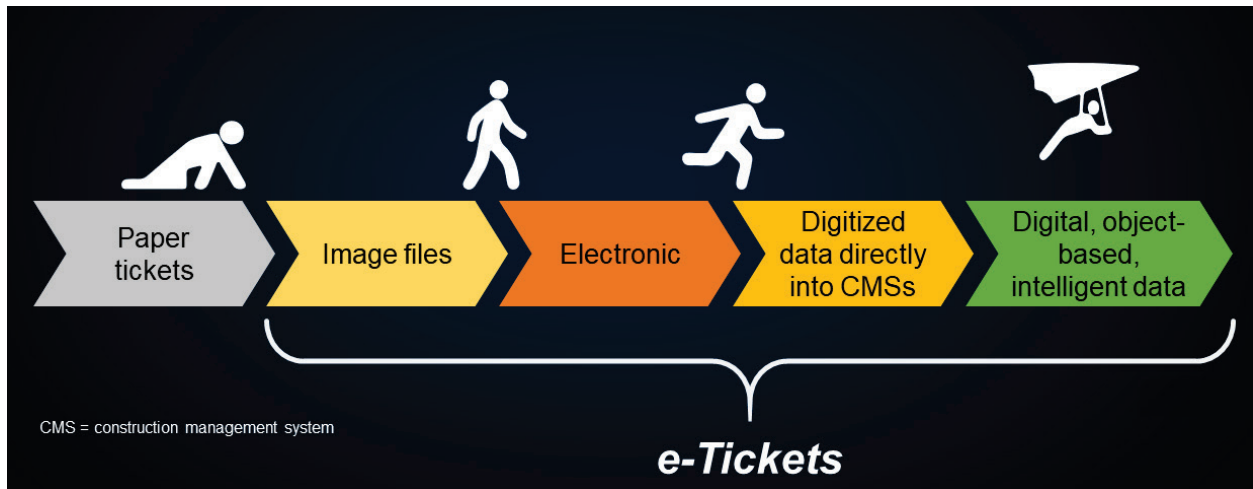 Paper
tickets
Image files
Electronic
Digitized
data directly
into CMSs
Digital, object-
based,
intelligent data
CMS = construction management system
e-Tickets